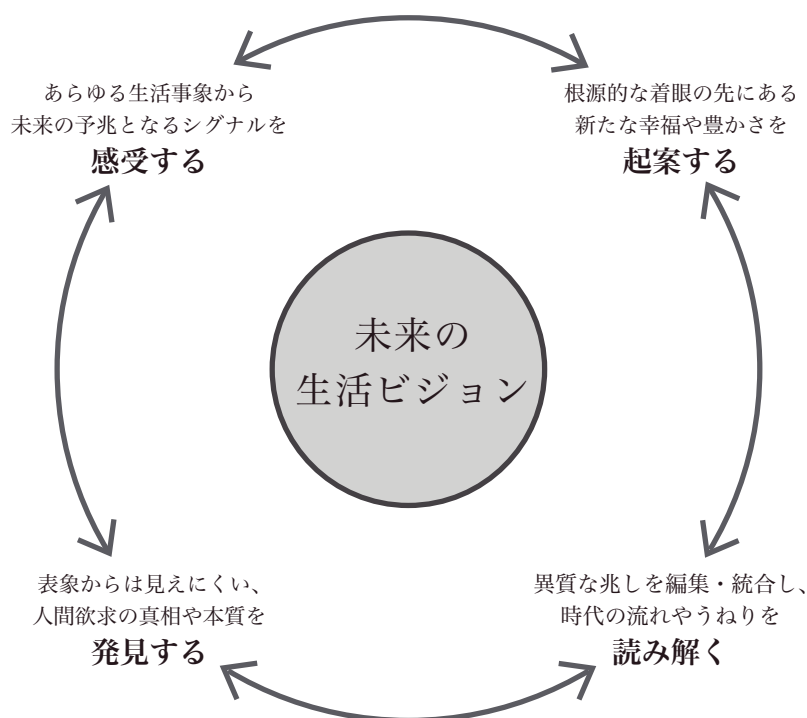 あらゆる生活事象から
未来の予兆となるシグナルを
感受する
根源的な着眼の先にある
新たな幸福や豊かさを
起案する
未来の
生活ビジョン
表象からは見えにくい、
人間欲求の真相や本質を
発見する
異質な兆しを編集・統合し、
時代の流れやうねりを
読み解く